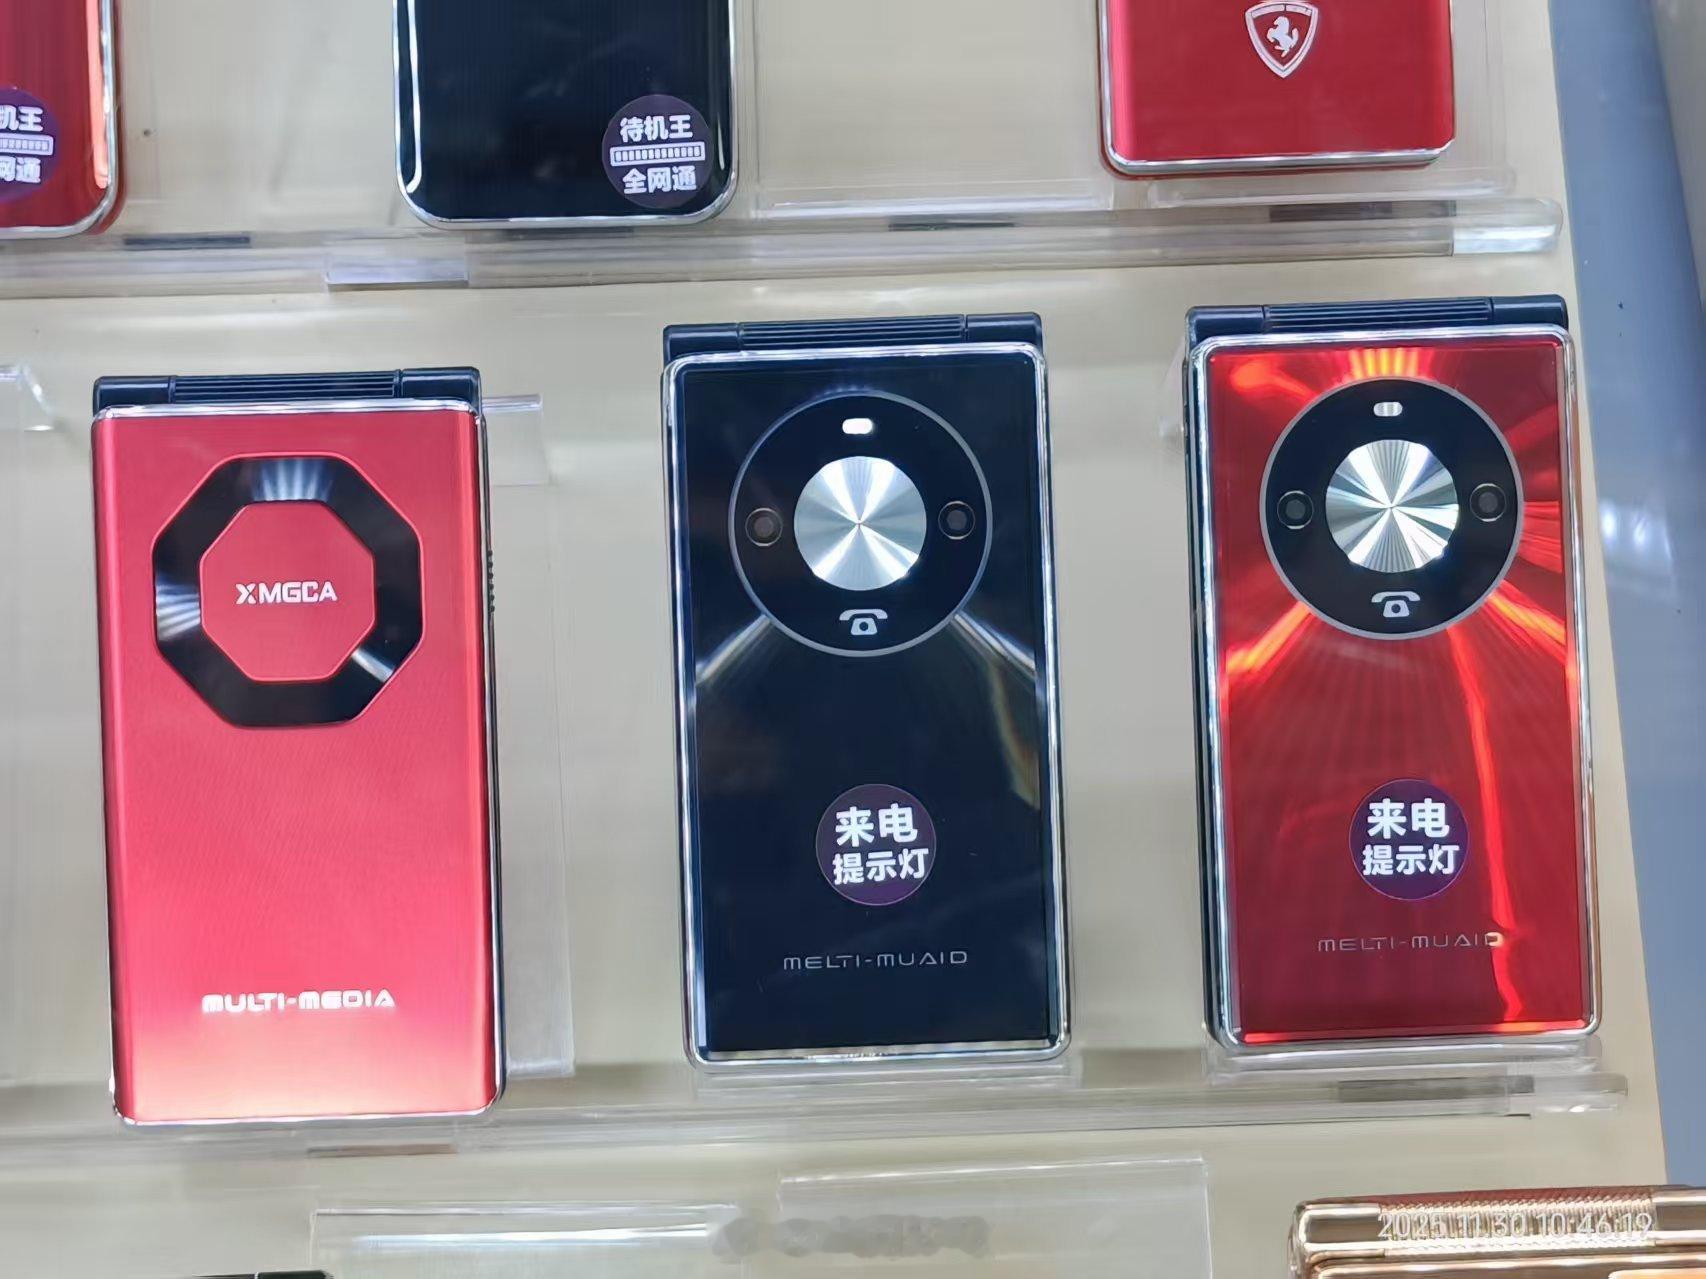 待机王
全网通
机王
网通
XMGCA
MULTI-MEDIA
来电
提示灯
MELTI-MUAID
来电
提示灯
MELTI-MUAID
2025.11.30 10:46:19